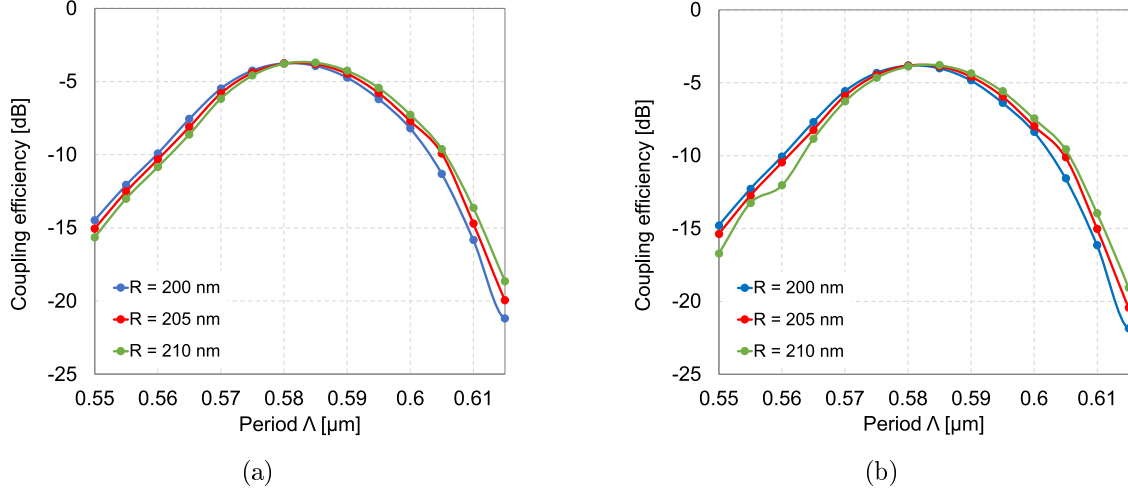 0
-5
-10
-15
-20
-25
Coupling efficiency [dB]
R = 200 nm
R = 205 nm
R = 210 nm
0.55 0.56 0.57 0.58 0.59 0.6 0.61
Period Λ [µm]
(a)
0
-5
-10
-15
-20
-25
Coupling efficiency [dB]
R = 200 nm
R = 205 nm
R = 210 nm
0.55 0.56 0.57 0.58 0.59 0.6 0.61
Period Λ [µm]
(b)